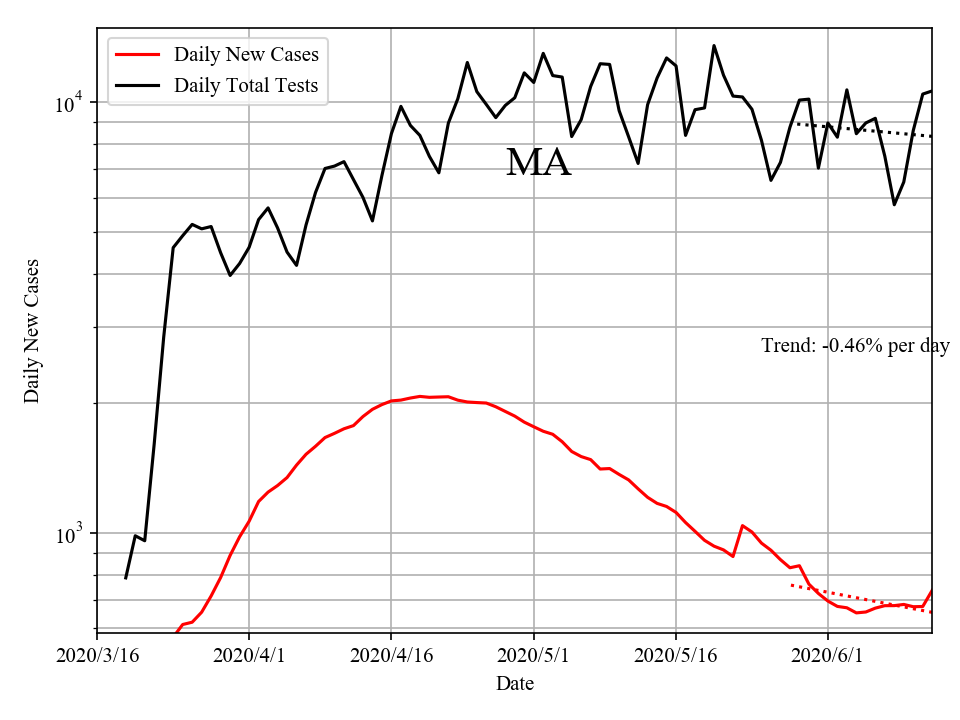 Daily New Cases
Daily Total Tests
10^4
MA
Trend: -0.46% per day
Daily New Cases
10^3
2020/3/16 2020/4/1 2020/4/16 2020/5/1 2020/5/16 2020/6/1
Date